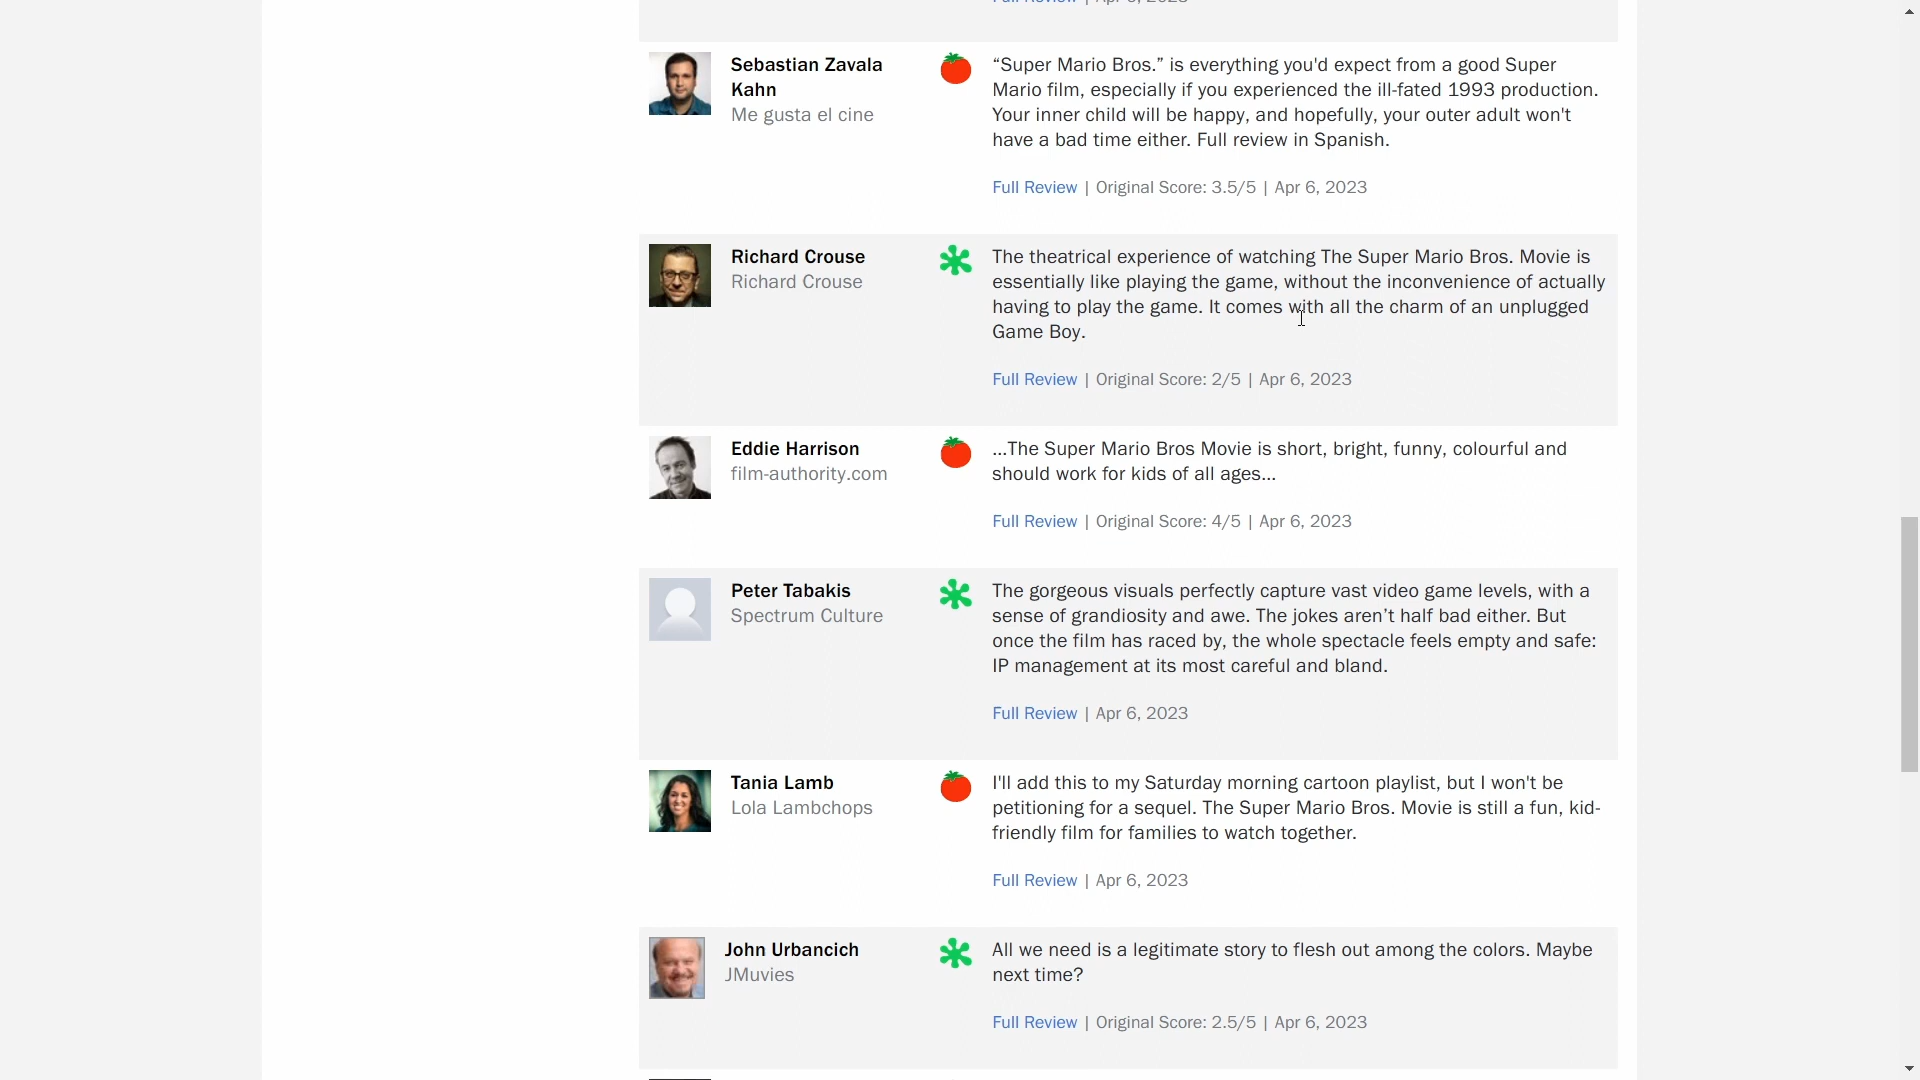 Sebastian Zavala
Kahn
Me gusta el cine
“Super Mario Bros.” is everything you'd expect from a good Super
Mario film, especially if you experienced the ill-fated 1993 production.
Your inner child will be happy, and hopefully, your outer adult won't
have a bad time either. Full review in Spanish.
Full Review | Original Score: 3.5/5 | Apr 6, 2023
Richard Crouse
Richard Crouse
The theatrical experience of watching The Super Mario Bros. Movie is
essentially like playing the game, without the inconvenience of actually
having to play the game. It comes with all the charm of an unplugged
Game Boy.
Full Review | Original Score: 2/5 | Apr 6, 2023
Eddie Harrison
film-authority.com
...The Super Mario Bros Movie is short, bright, funny, colourful and
should work for kids of all ages...
Full Review | Original Score: 4/5 | Apr 6, 2023
Peter Tabakis
Spectrum Culture
The gorgeous visuals perfectly capture vast video game levels, with a
sense of grandiosity and awe. The jokes aren’t half bad either. But
once the film has raced by, the whole spectacle feels empty and safe:
IP management at its most careful and bland.
Full Review | Apr 6, 2023
Tania Lamb
Lola Lambchops
I'll add this to my Saturday morning cartoon playlist, but I won't be
petitioning for a sequel. The Super Mario Bros. Movie is still a fun, kid-
friendly film for families to watch together.
Full Review | Apr 6, 2023
John Urbancich
JMuvies
All we need is a legitimate story to flesh out among the colors. Maybe
next time?
Full Review | Original Score: 2.5/5 | Apr 6, 2023